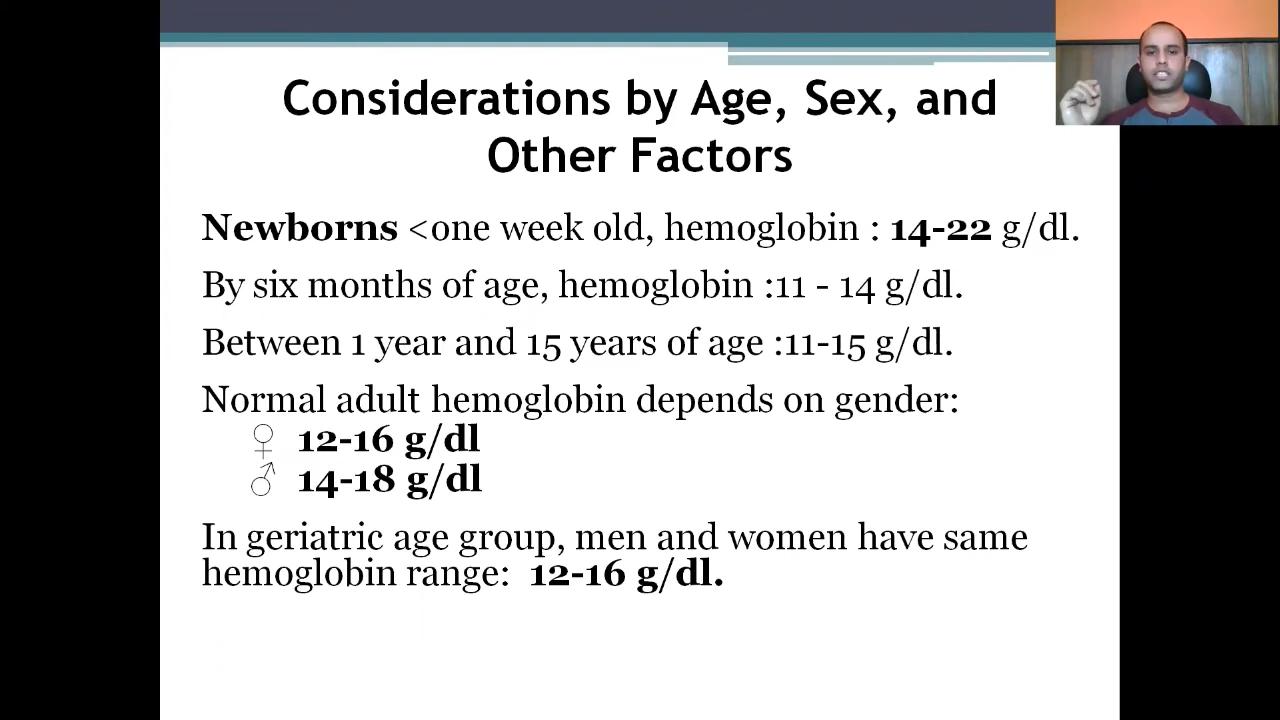 Considerations by Age, Sex, and
Other Factors
Newborns <one week old, hemoglobin : 14-22 g/dl.
By six months of age, hemoglobin :11 - 14 g/dl.
Between 1 year and 15 years of age :11-15 g/dl.
Normal adult hemoglobin depends on gender:
♀ 12-16 g/dl
♂ 14-18 g/dl
In geriatric age group, men and women have same
hemoglobin range: 12-16 g/dl.